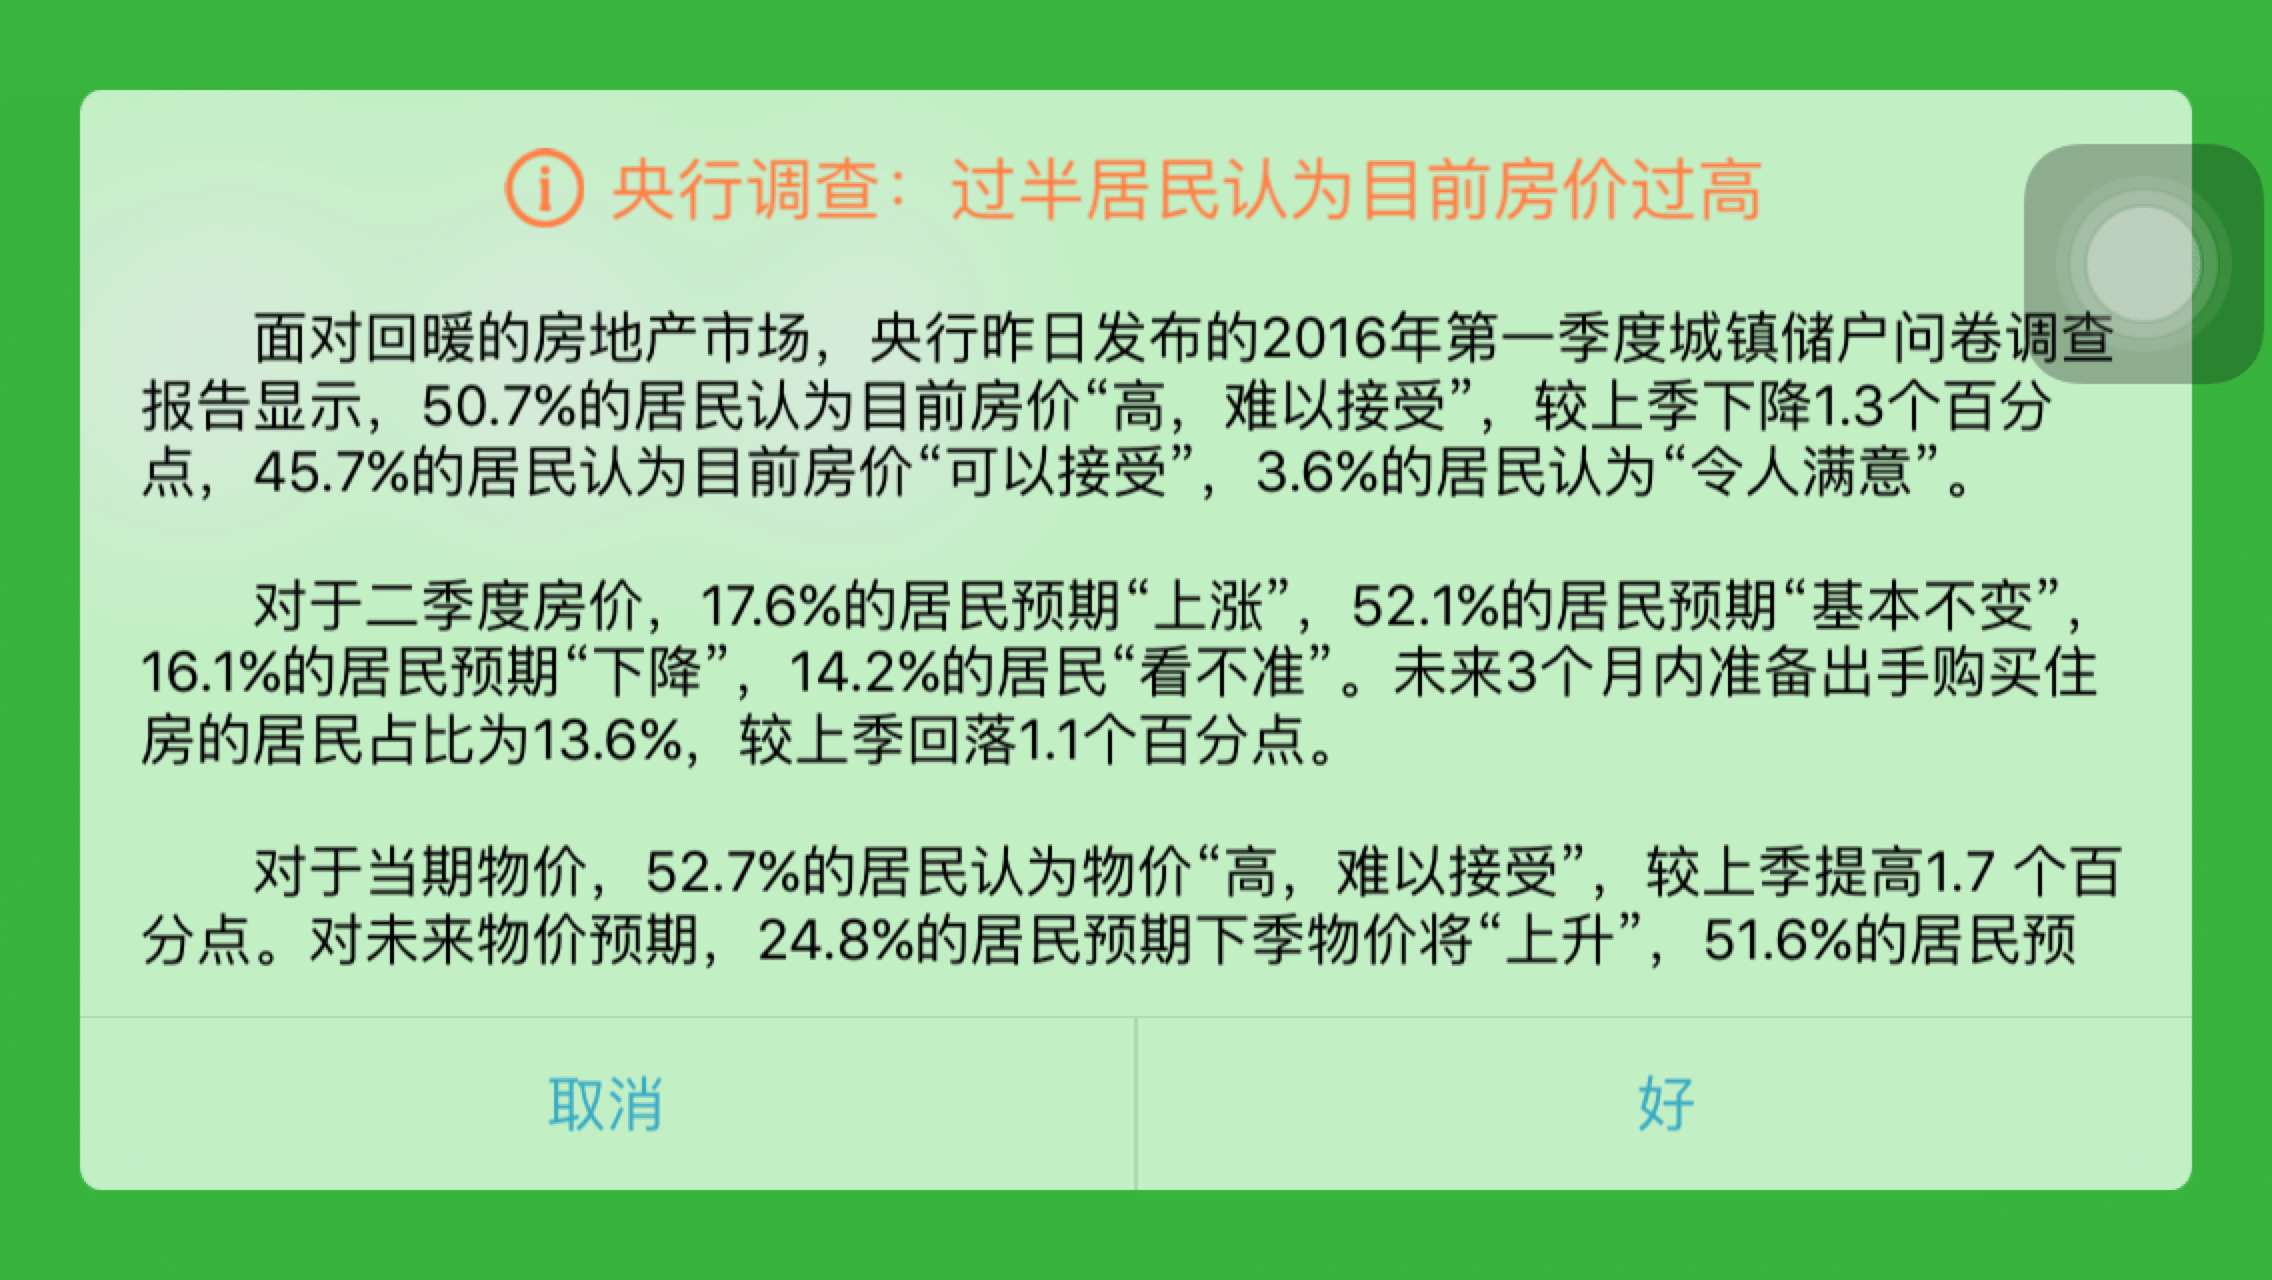 央行调查：过半居民认为目前房价过高
面对回暖的房地产市场，央行昨日发布的2016年第一季度城镇储户问卷调查
报告显示，50.7%的居民认为目前房价“高，难以接受”，较上季下降1.3个百分
点，45.7%的居民认为目前房价“可以接受”，3.6%的居民认为“令人满意”。
对于二季度房价，17.6%的居民预期“上涨”，52.1%的居民预期“基本不变”，
16.1%的居民预期“下降”，14.2%的居民“看不准”。未来3个月内准备出手购买住
房的居民占比为13.6%，较上季回落1.1个百分点。
对于当期物价，52.7%的居民认为物价“高，难以接受”，较上季提高1.7 个百
分点。对未来物价预期，24.8%的居民预期下季物价将“上升”，51.6%的居民预
取消
好